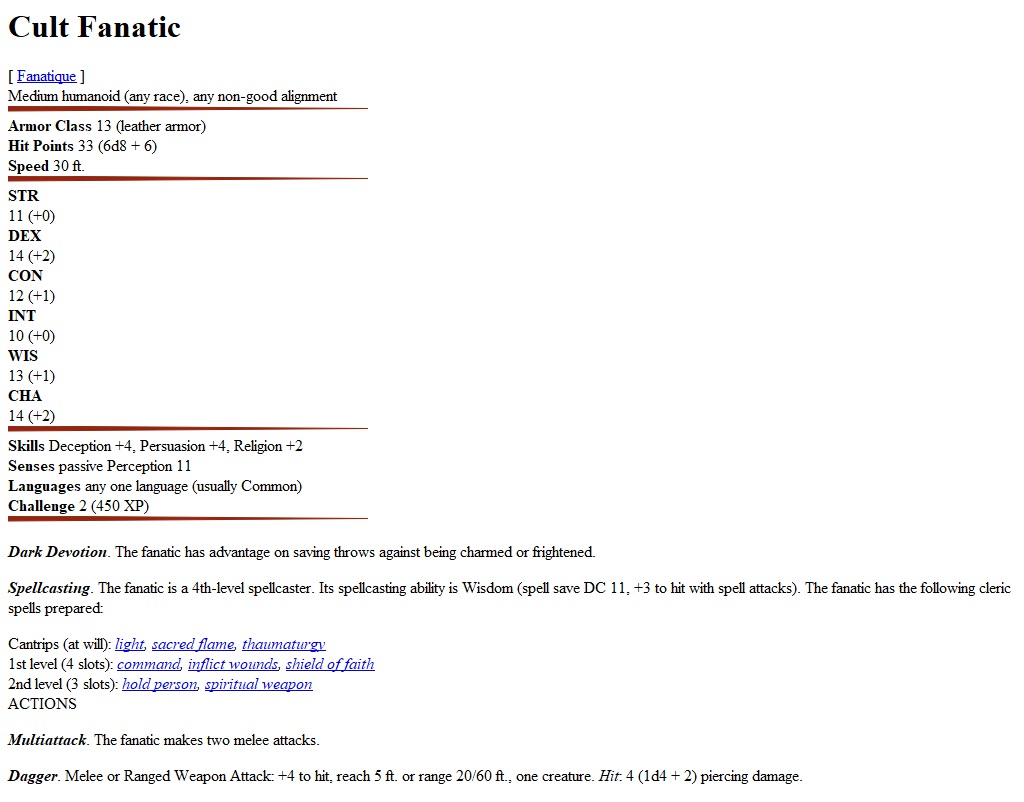 Cult Fanatic
[ Fanatique ]
Medium humanoid (any race), any non-good alignment
Armor Class 13 (leather armor)
Hit Points 33 (6d8 + 6)
Speed 30 ft.
STR
11 (+0)
DEX
14 (+2)
CON
12 (+1)
INT
10 (+0)
WIS
13 (+1)
CHA
14 (+2)
Skills Deception +4, Persuasion +4, Religion +2
Senses passive Perception 11
Languages any one language (usually Common)
Challenge 2 (450 XP)
Dark Devotion. The fanatic has advantage on saving throws against being charmed or frightened.
Spellcasting. The fanatic is a 4th-level spellcaster. Its spellcasting ability is Wisdom (spell save DC 11, +3 to hit with spell attacks). The fanatic has the following cleric
spells prepared:
Cantrips (at will): light, sacred flame, thaumaturgy
1st level (4 slots): command, inflict wounds, shield of faith
2nd level (3 slots): hold person, spiritual weapon
ACTIONS
Multiattack. The fanatic makes two melee attacks.
Dagger. Melee or Ranged Weapon Attack: +4 to hit, reach 5 ft. or range 20/60 ft., one creature. Hit: 4 (1d4 + 2) piercing damage.